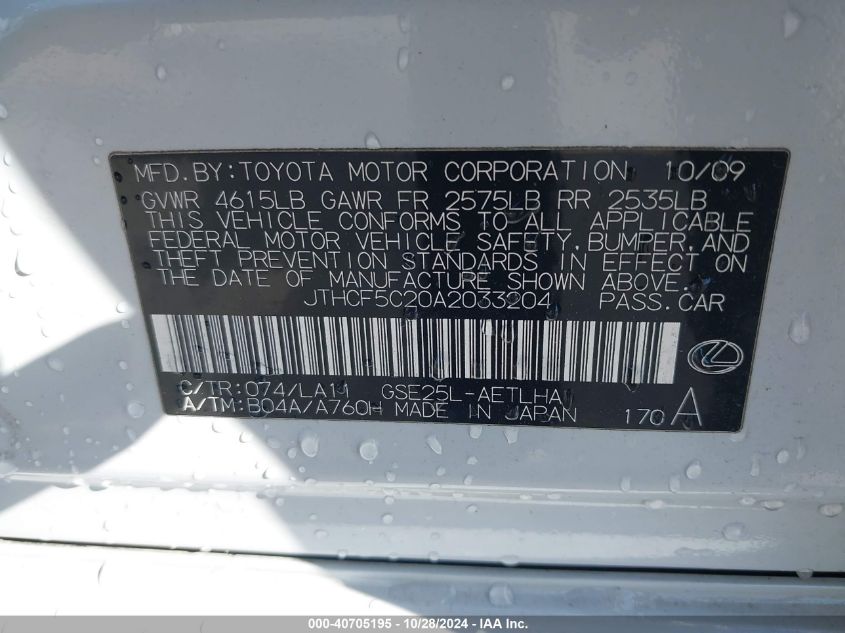 MFD.BY:TOYOTA MOTOR CORPORATION 10/09
GVWR 4615LB GAWR FR 2575LB RR 2535LB
THIS VEHICLE CONFORMS TO ALL APPLICABLE
FEDERAL MOTOR VEHICLE SAFETY,BUMPER,AND
THEFT PREVENTION STANDARDS IN EFFECT ON
THE DATE OF MANUFACTURE SHOWN ABOVE.
JTHCF5C20A2033204 PASS.CAR
C/TR:074/LA11 GSE25L-AETLHA
A/TM:B04A/A760H MADE IN JAPAN 170 A
000-40705195 - 10/28/2024 - IAA Inc.